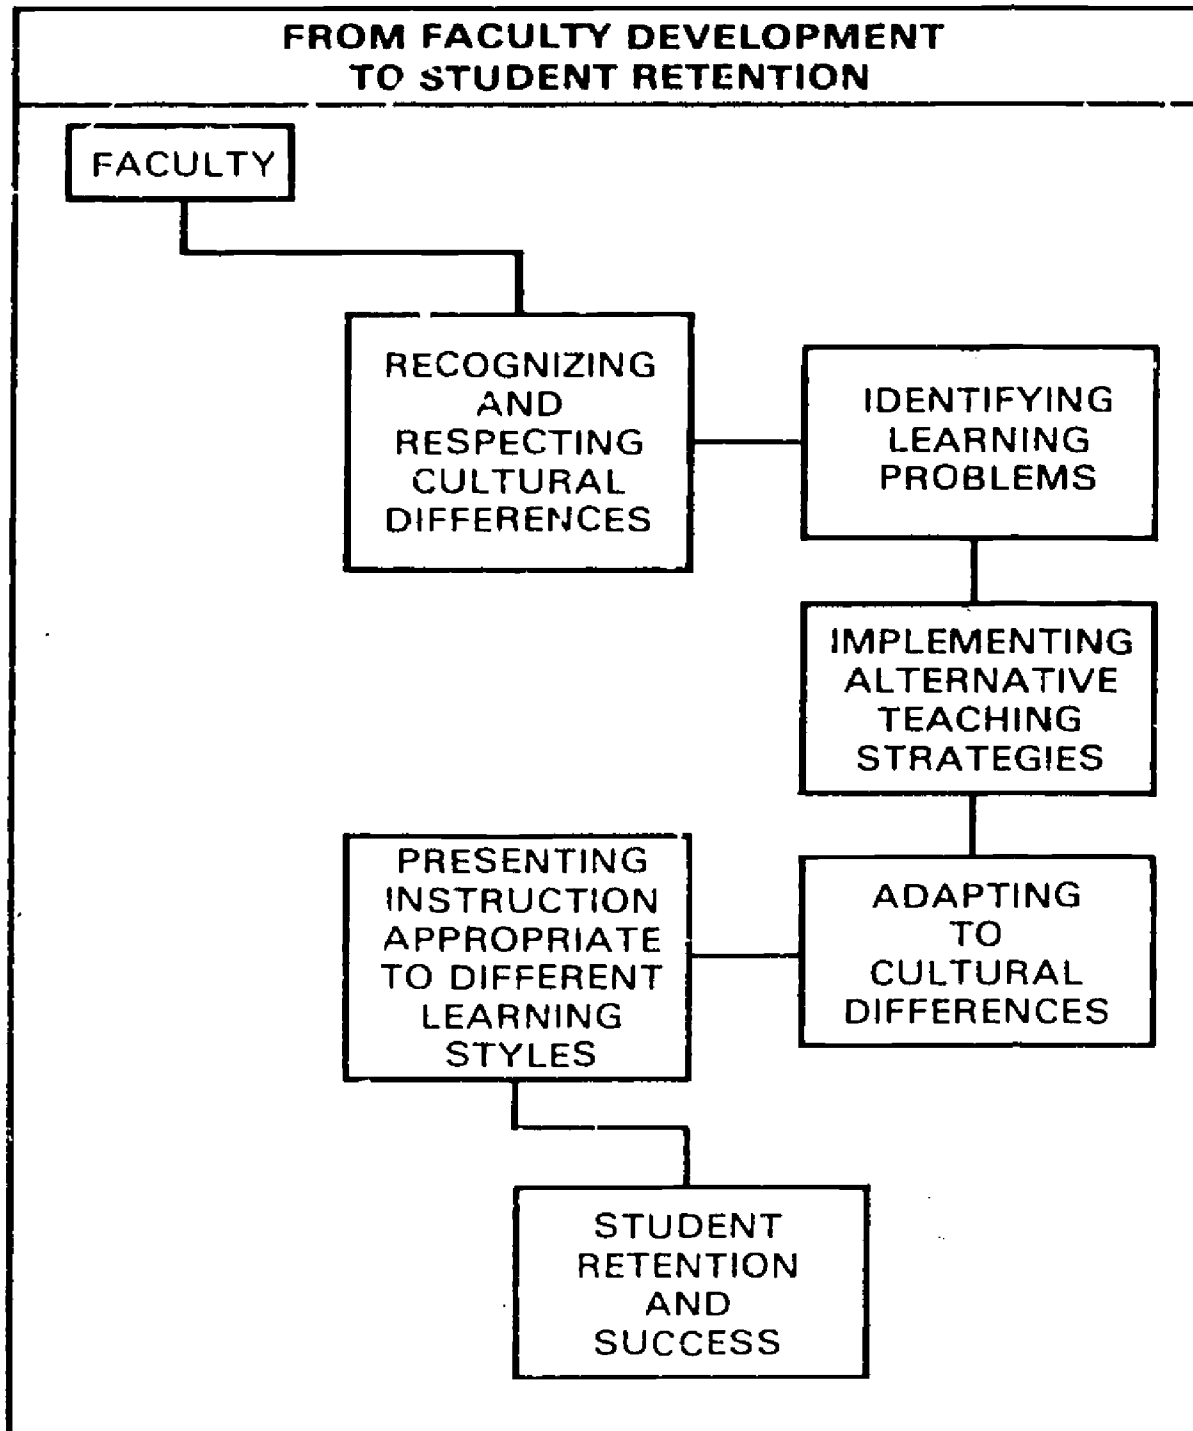 FROM FACULTY DEVELOPMENT
TO STUDENT RETENTION
FACULTY
RECOGNIZING
AND
RESPECTING
CULTURAL
DIFFERENCES
IDENTIFYING
LEARNING
PROBLEMS
IMPLEMENTING
ALTERNATIVE
TEACHING
STRATEGIES
ADAPTING
TO
CULTURAL
DIFFERENCES
PRESENTING
INSTRUCTION
APPROPRIATE
TO DIFFERENT
LEARNING
STYLES
STUDENT
RETENTION
AND
SUCCESS